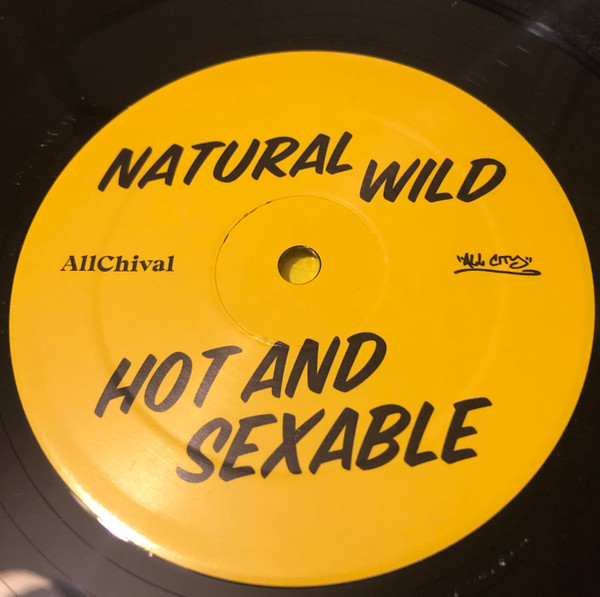 NATURAL WILD
AllChival
"ALL CITY"
HOT AND
SEXABLE